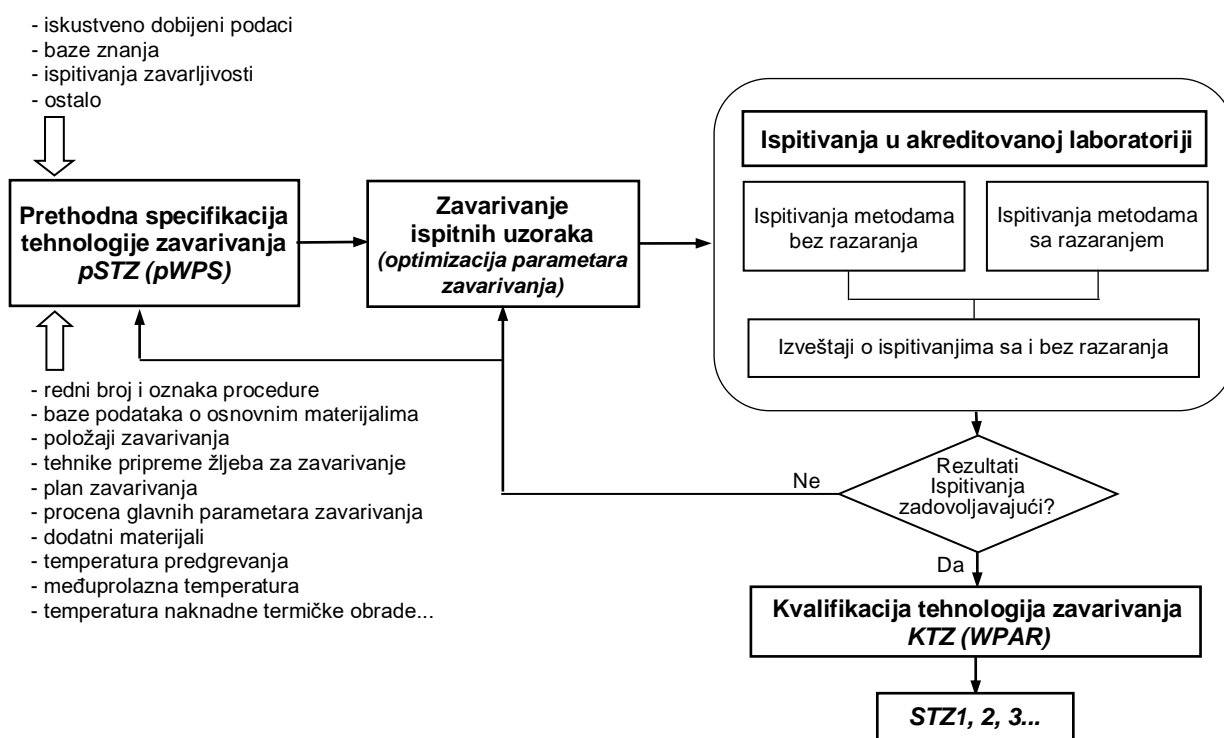 - iskustveno dobijeni podaci
- baze znanja
- ispitivanja zavarljivosti
- ostalo
Prethodna specifikacija
tehnologije zavarivanja
pSTZ (pWPS)
Zavarivanje
ispitnih uzoraka
(optimizacija parametara
zavarivanja)
Ispitivanja u akreditovanoj laboratoriji
Ispitivanja metodama
bez razaranja
Ispitivanja metodama
sa razaranjem
Izveštaji o ispitivanjima sa i bez razaranja
- redni broj i oznaka procedure
- baze podataka o osnovnim materijalima
- položaji zavarivanja
- tehnike pripreme žljeba za zavarivanje
- plan zavarivanja
- procena glavnih parametara zavarivanja
- dodatni materijali
- temperatura predgrevanja
- međuprolazna temperatura
- temperatura naknadne termičke obrade...
Ne
Rezultati
Ispitivanja
zadovoljavajući?
Da
Kvalifikacija tehnologija zavarivanja
KTZ (WPAR)
STZ1, 2, 3...